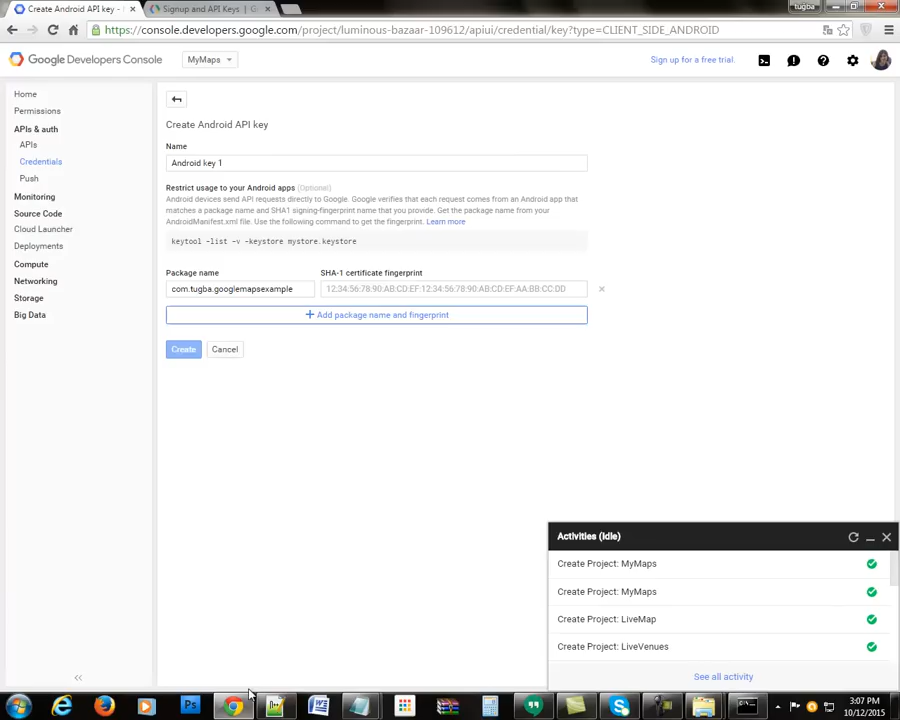 Create Android API key -
Signup and API Keys | G
tugba
https://console.developers.google.com/project/luminous-bazaar-109612/apiui/credential/key?type=CLIENT_SIDE_ANDROID
Google Developers Console
MyMaps
Sign up for a free trial.
Home
Permissions
APIs & auth
APIs
Credentials
Push
Monitoring
Source Code
Cloud Launcher
Deployments
Compute
Networking
Storage
Big Data
Create Android API key
Name
Android key 1
Restrict usage to your Android apps (Optional)
Android devices send API requests directly to Google. Google verifies that each request comes from an Android app that
matches a package name and SHA1 signing-fingerprint name that you provide. Get the package name from your
AndroidManifest.xml file. Use the following command to get the fingerprint. Learn more
keytool -list -v -keystore mystore.keystore
Package name SHA-1 certificate fingerprint
com.tugba.googlemapsexample 12:34:56:78:90:AB:CD:EF:12:34:56:78:90:AB:CD:EF:AA:BB:CC:DD
+ Add package name and fingerprint
Create Cancel
Activities (Idle)
Create Project: MyMaps
Create Project: MyMaps
Create Project: LiveMap
Create Project: LiveVenues
See all activity
Ps
3:07 PM
10/12/2015